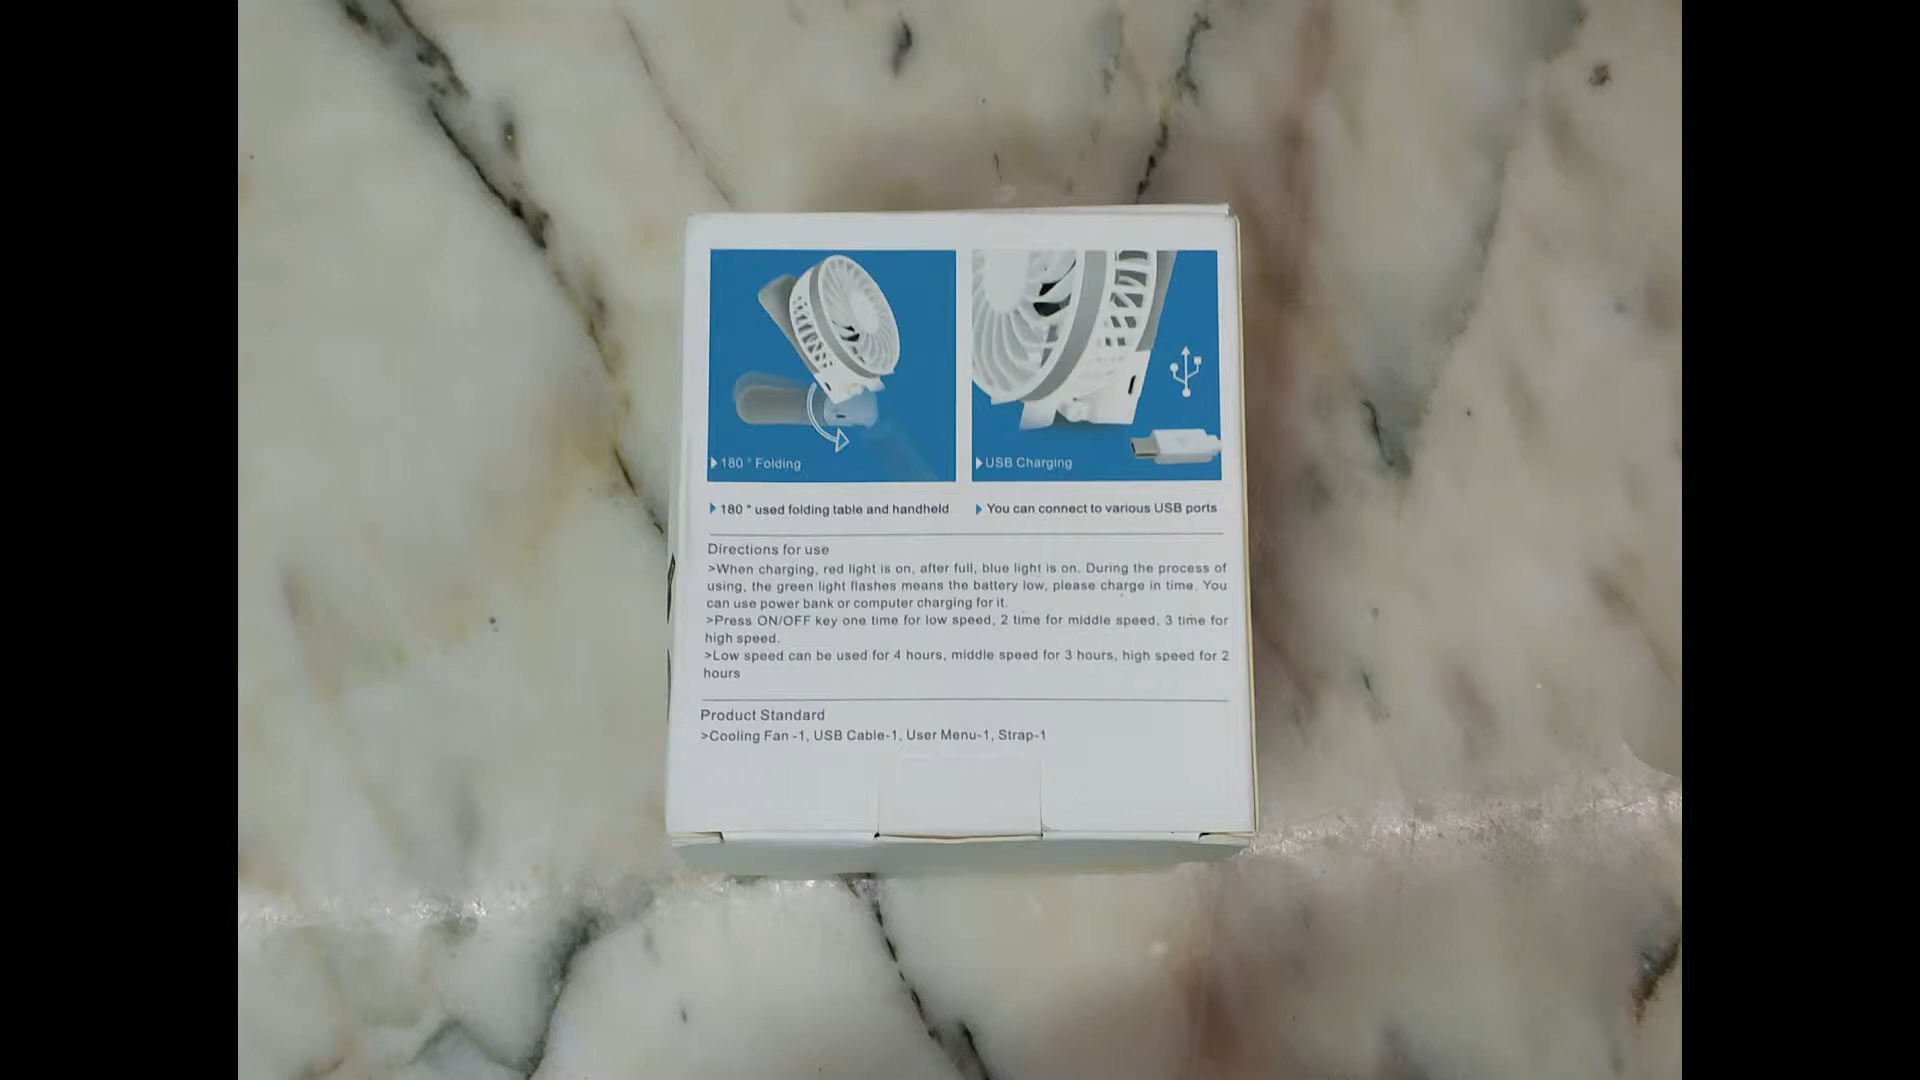 180 ° Folding
USB Charging
180 ° used folding table and handheld
You can connect to various USB ports
Directions for use
>When charging, red light is on, after full, blue light is on. During the process of
using, the green light flashes means the battery low, please charge in time. You
can use power bank or computer charging for it.
>Press ON/OFF key one time for low speed, 2 time for middle speed, 3 time for
high speed.
>Low speed can be used for 4 hours, middle speed for 3 hours, high speed for 2
hours
Product Standard
>Cooling Fan -1, USB Cable-1, User Menu-1, Strap-1